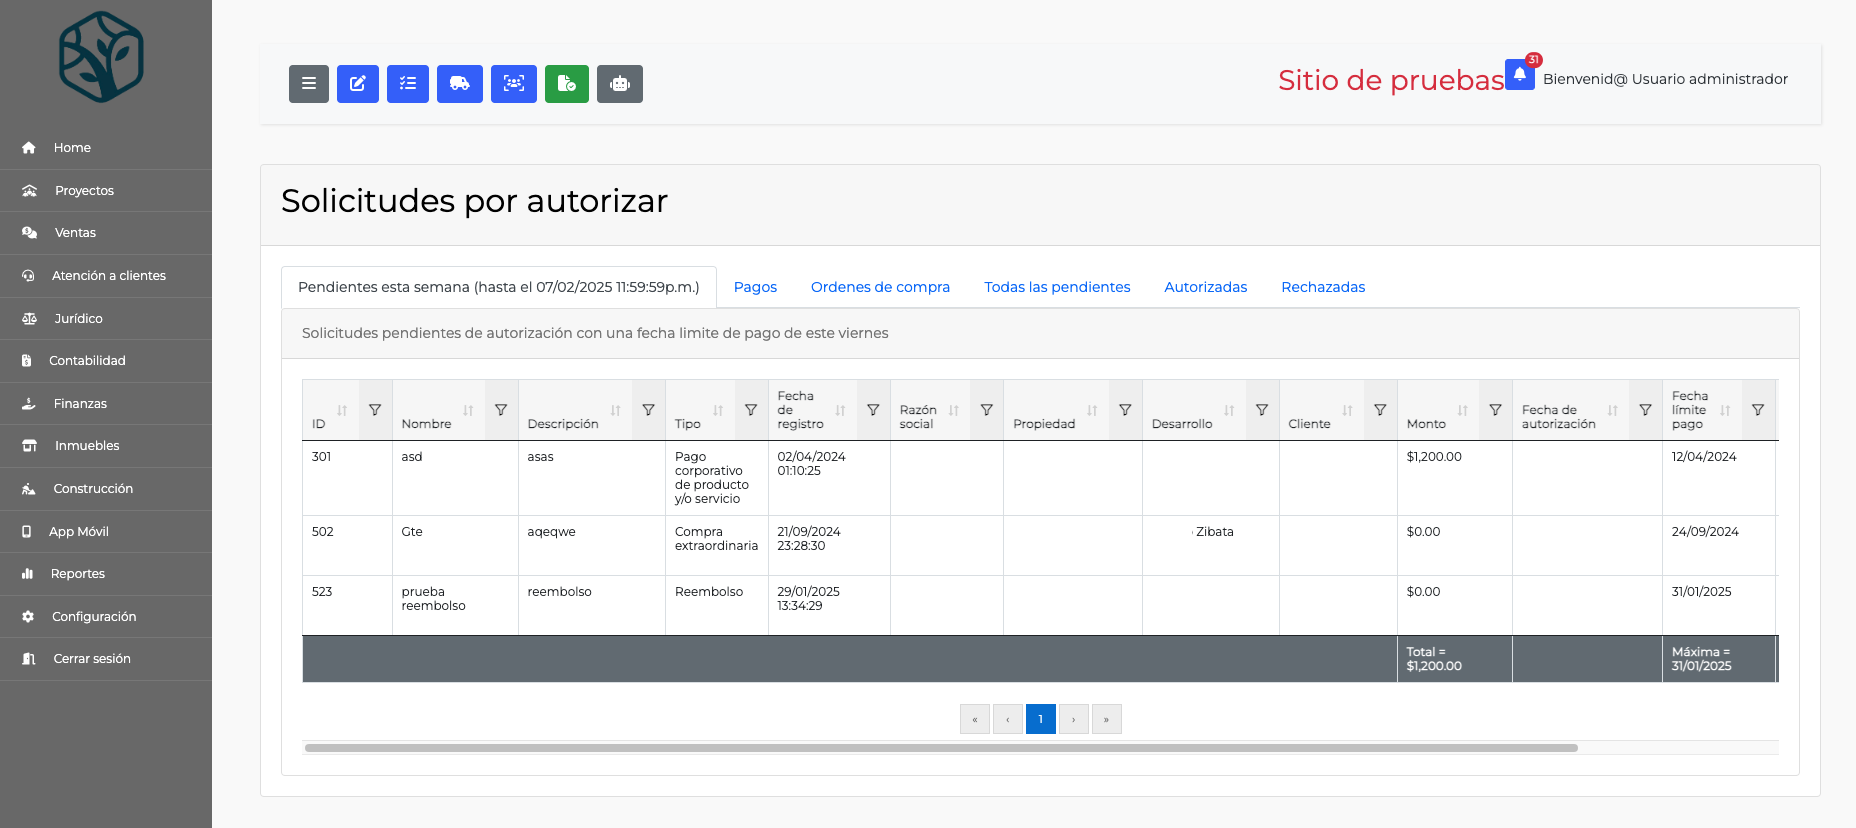 Home
Proyectos
Ventas
Atención a clientes
Jurídico
Contabilidad
Finanzas
Inmuebles
Construcción
App Móvil
Reportes
Configuración
Cerrar sesión
Sitio de pruebas
31
Bienvenid@ Usuario administrador
Solicitudes por autorizar
Pendientes esta semana (hasta el 07/02/2025 11:59:59p.m.) Pagos Ordenes de compra Todas las pendientes Autorizadas Rechazadas
Solicitudes pendientes de autorización con una fecha limite de pago de este viernes
ID Nombre Descripción Tipo Fecha de registro Razón social Propiedad Desarrollo Cliente Monto Fecha de autorización Fecha límite pago
301 asd asas Pago corporativo de producto y/o servicio 02/04/2024 01:10:25 $1,200.00 12/04/2024
502 Gte aqeqwe Compra extraordinaria 21/09/2024 23:28:30 Zibata $0.00 24/09/2024
523 prueba reembolso reembolso Reembolso 29/01/2025 13:34:29 $0.00 31/01/2025
Total = $1,200.00 Máxima = 31/01/2025
« ‹ 1 › »